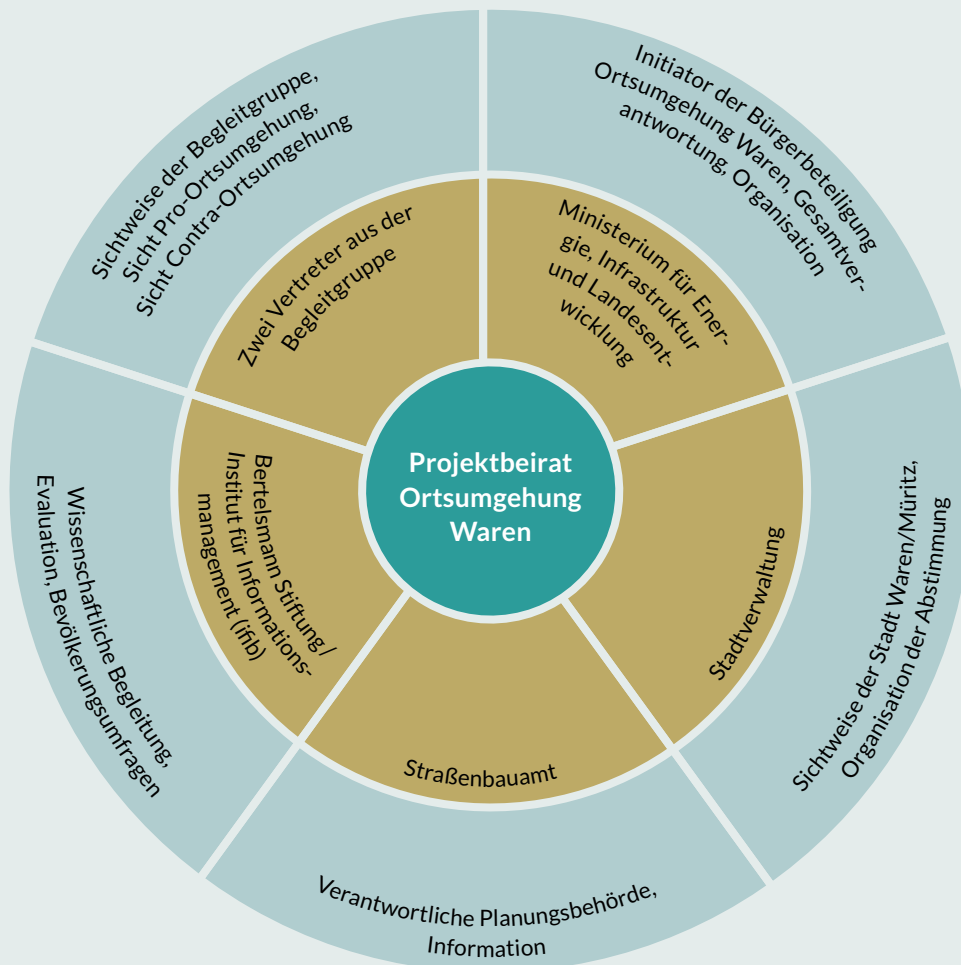 Projektbeirat
Ortsumgehung
Waren
Ministerium für Ener-
gie, Infrastruktur
und Landesent-
wicklung
Initiator der Bürgerbeteiligung
Ortsumgehung Waren, Gesamtver-
antwortung, Organisation
Stadtverwaltung
Sichtweise der Stadt Waren/Müritz,
Organisation der Abstimmung
Straßenbauamt
Verantwortliche Planungsbehörde,
Information
Bertelsmann Stiftung/
Institut für Informations-
management (ifib)
Wissenschaftliche Begleitung,
Evaluation, Bevölkerungsumfragen
Zwei Vertreter aus der
Begleitgruppe
Sichtweise der Begleitgruppe,
Sicht Pro-Ortsumgehung,
Sicht Contra-Ortsumgehung